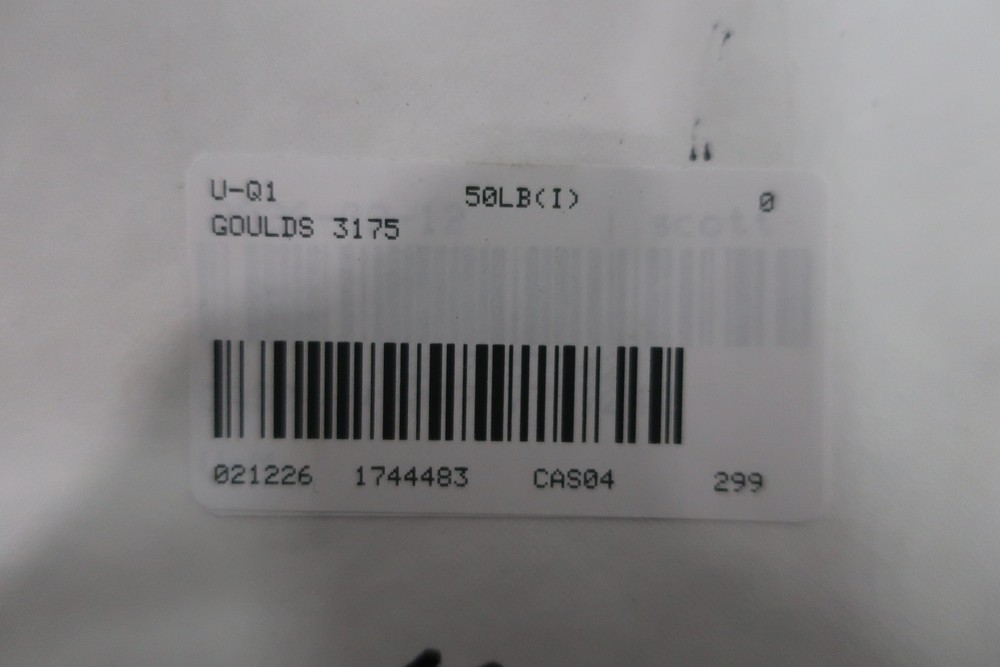 U-Q1 50LB(I) 0
GOULDS 3175
021226 1744483 CAS04 299